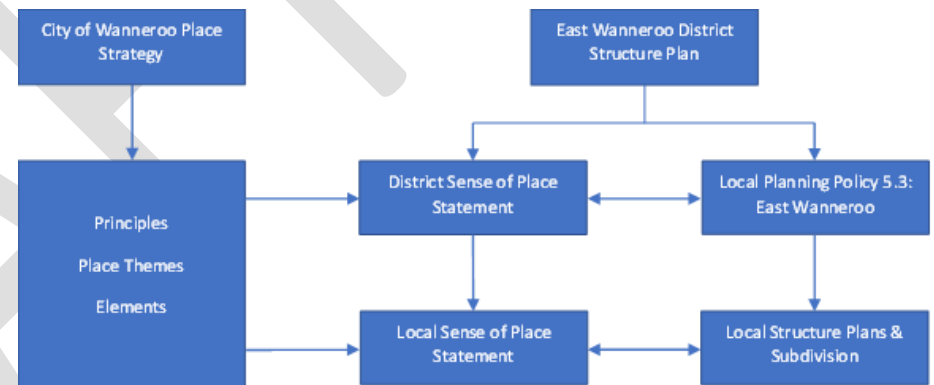 City of Wanneroo Place
Strategy
East Wanneroo District
Structure Plan
Principles
Place Themes
Elements
District Sense of Place
Statement
Local Planning Policy 5.3:
East Wanneroo
Local Sense of Place
Statement
Local Structure Plans &
Subdivision